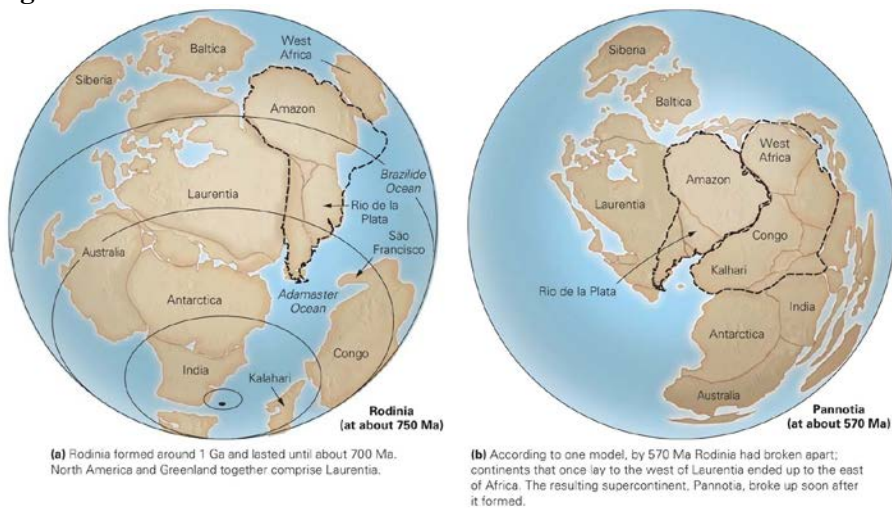 Siberia
Baltica
West
Africa
Amazon
Laurentia
Brazilide
Ocean
Rio de la
Plata
São
Francisco
Australia
Antarctica
Adamaster
Ocean
India
Kalahari
Congo
Rodinia
(at about 750 Ma)
(a) Rodinia formed around 1 Ga and lasted until about 700 Ma.
North America and Greenland together comprise Laurentia.
Siberia
Baltica
West
Africa
Amazon
Laurentia
Congo
Kalhari
Rio de la Plata
India
Antarctica
Australia
Pannotia
(at about 570 Ma)
(b) According to one model, by 570 Ma Rodinia had broken apart;
continents that once lay to the west of Laurentia ended up to the east
of Africa. The resulting supercontinent, Pannotia, broke up soon after
it formed.